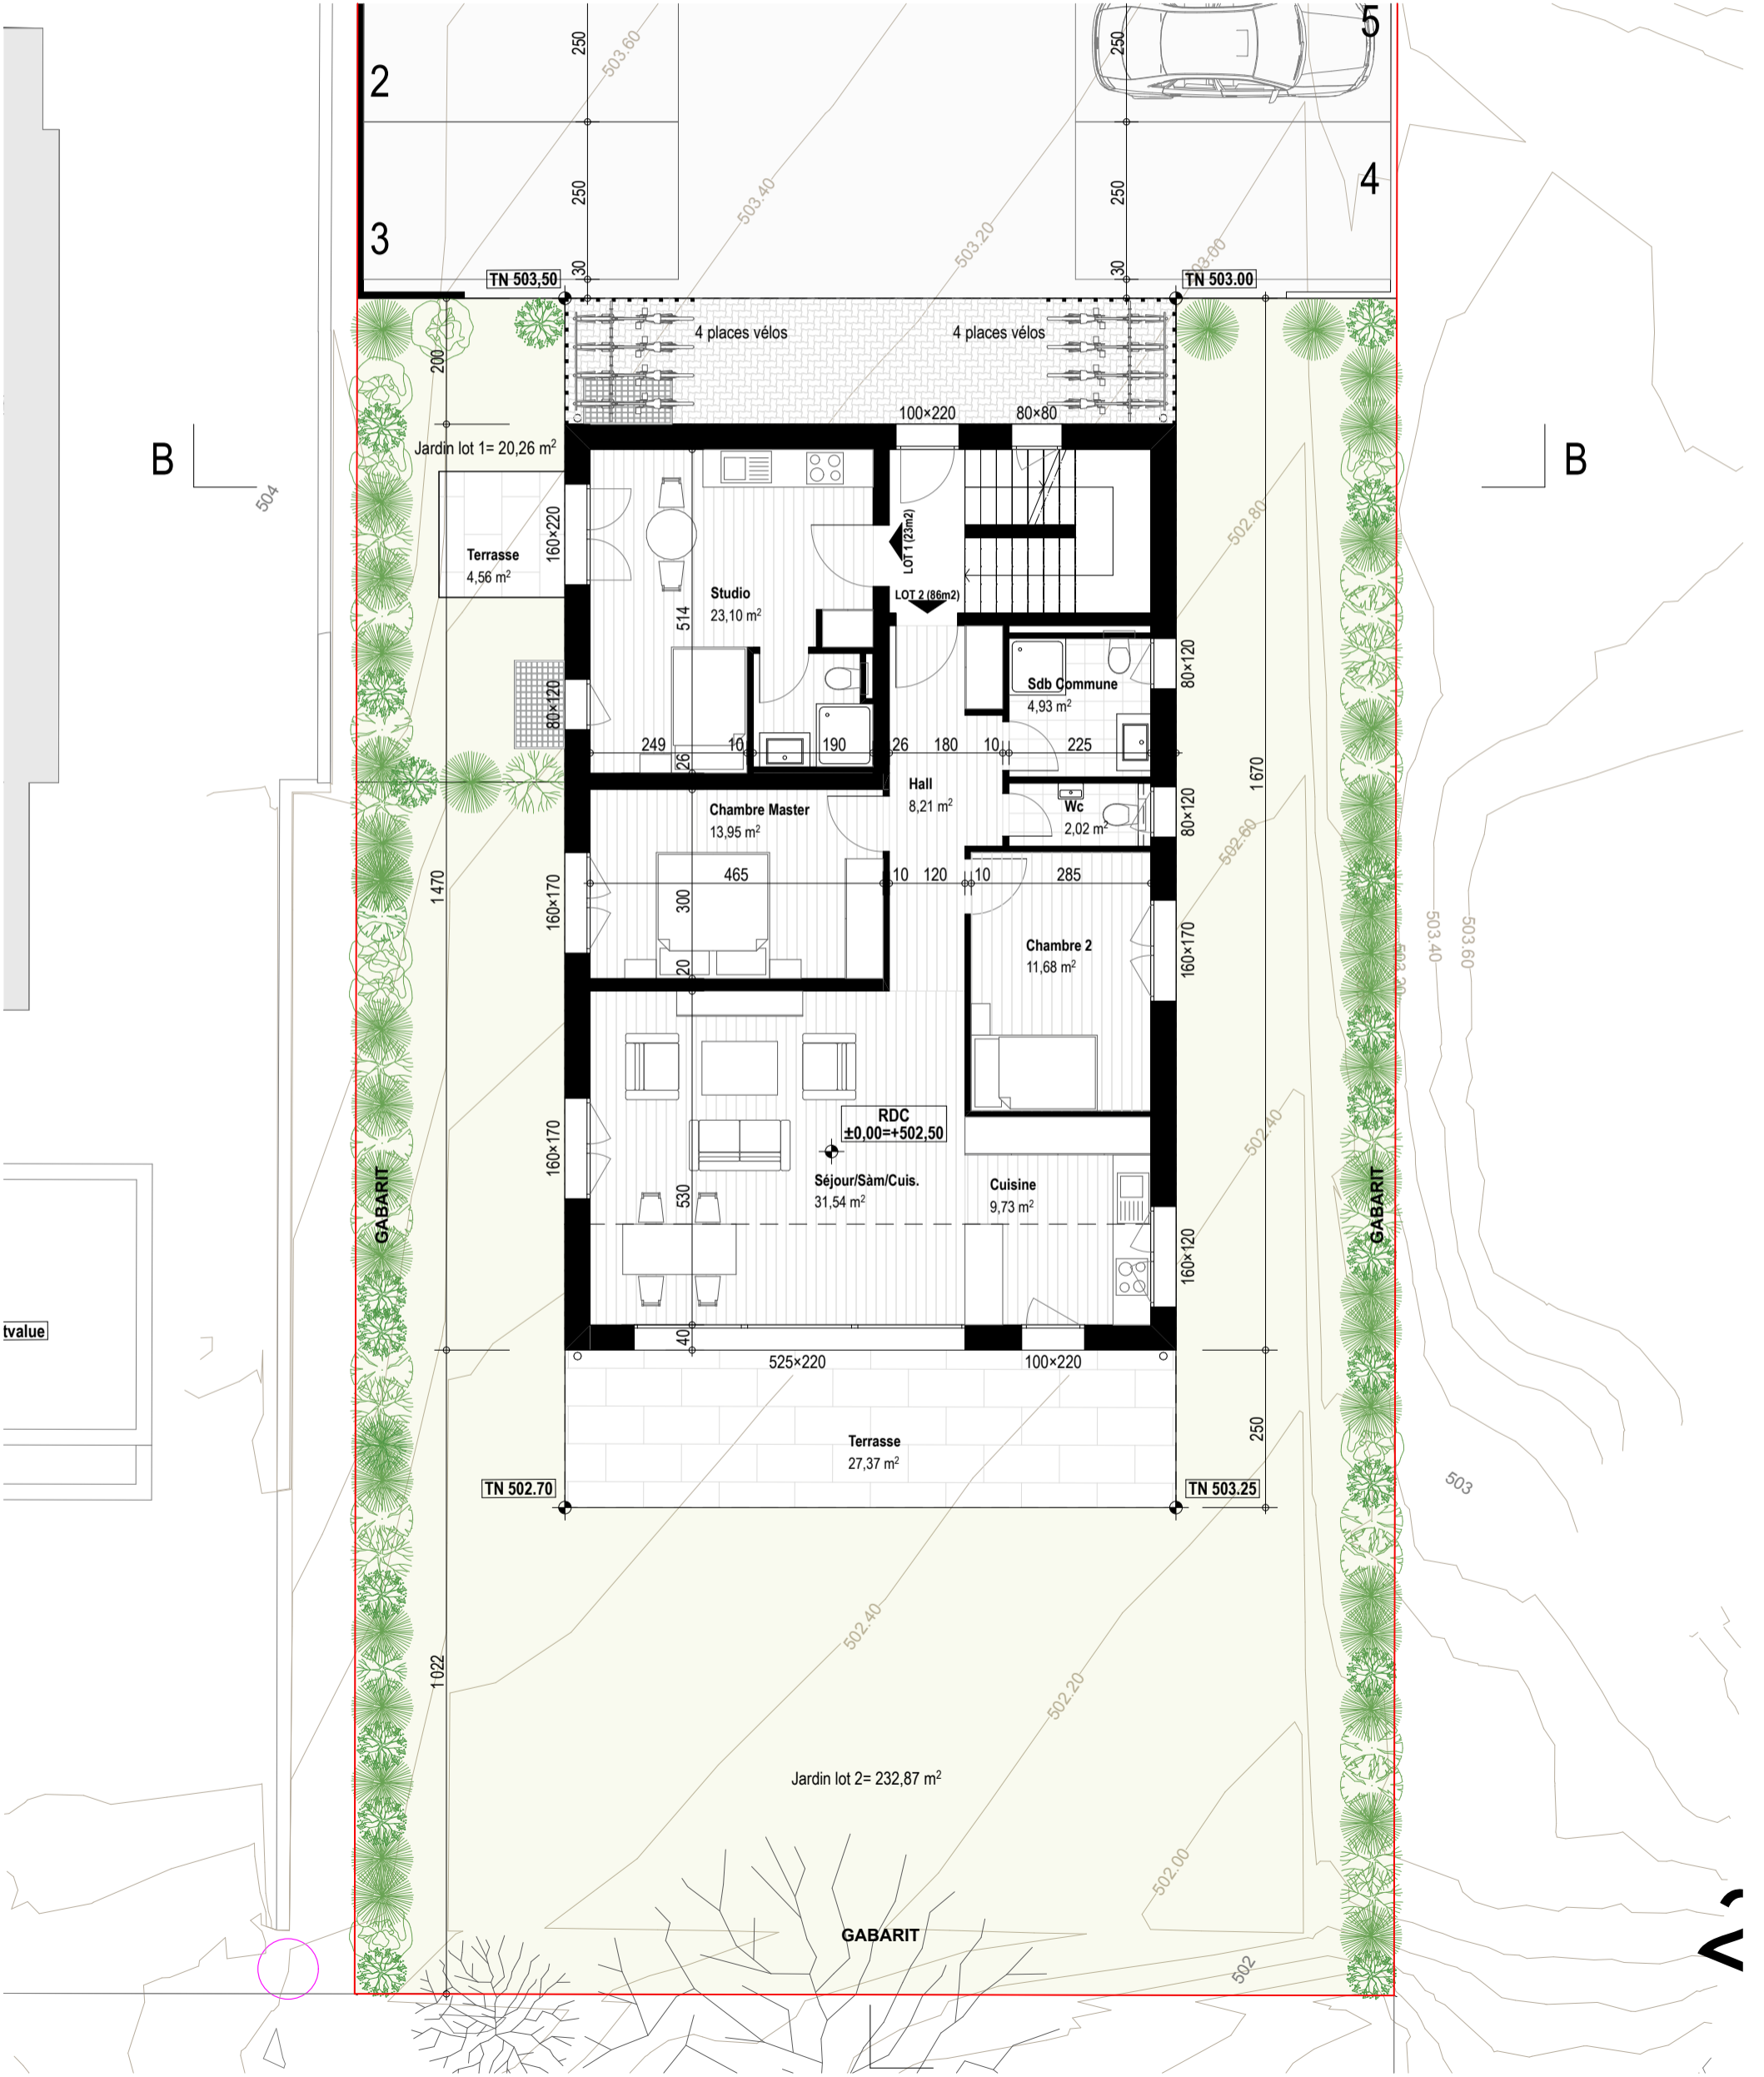 2
250
503.60
250
5
503.40
503.20
503.00
250
250
4
3
30
30
TN 503,50
TN 503.00
200
4 places vélos
4 places vélos
100×220
80×80
B
Jardin lot 1= 20,26 m²
B
504
502.80
160×220
LOT 1 (23m2)
Terrasse
4,56 m²
Studio
23,10 m²
514
LOT 2 (86m2)
80×120
80×120
Sdb Commune
4,93 m²
249
10
190
26
180
10
225
26
1670
Hall
8,21 m²
Chambre Master
13,95 m²
Wc
2,02 m²
80×120
502.60
1470
160×170
465
300
10
120
10
285
Chambre 2
11,68 m²
160×170
20
503.20
503.40
503.60
RDC
±0,00=+502,50
502.40
160×170
Séjour/Sàm/Cuis.
31,54 m²
530
Cuisine
9,73 m²
GABARIT
GABARIT
160×120
tvalue
40
525×220
100×220
250
Terrasse
27,37 m²
TN 502.70
TN 503.25
503
502.40
1022
502.20
Jardin lot 2= 232,87 m²
502.00
GABARIT
502